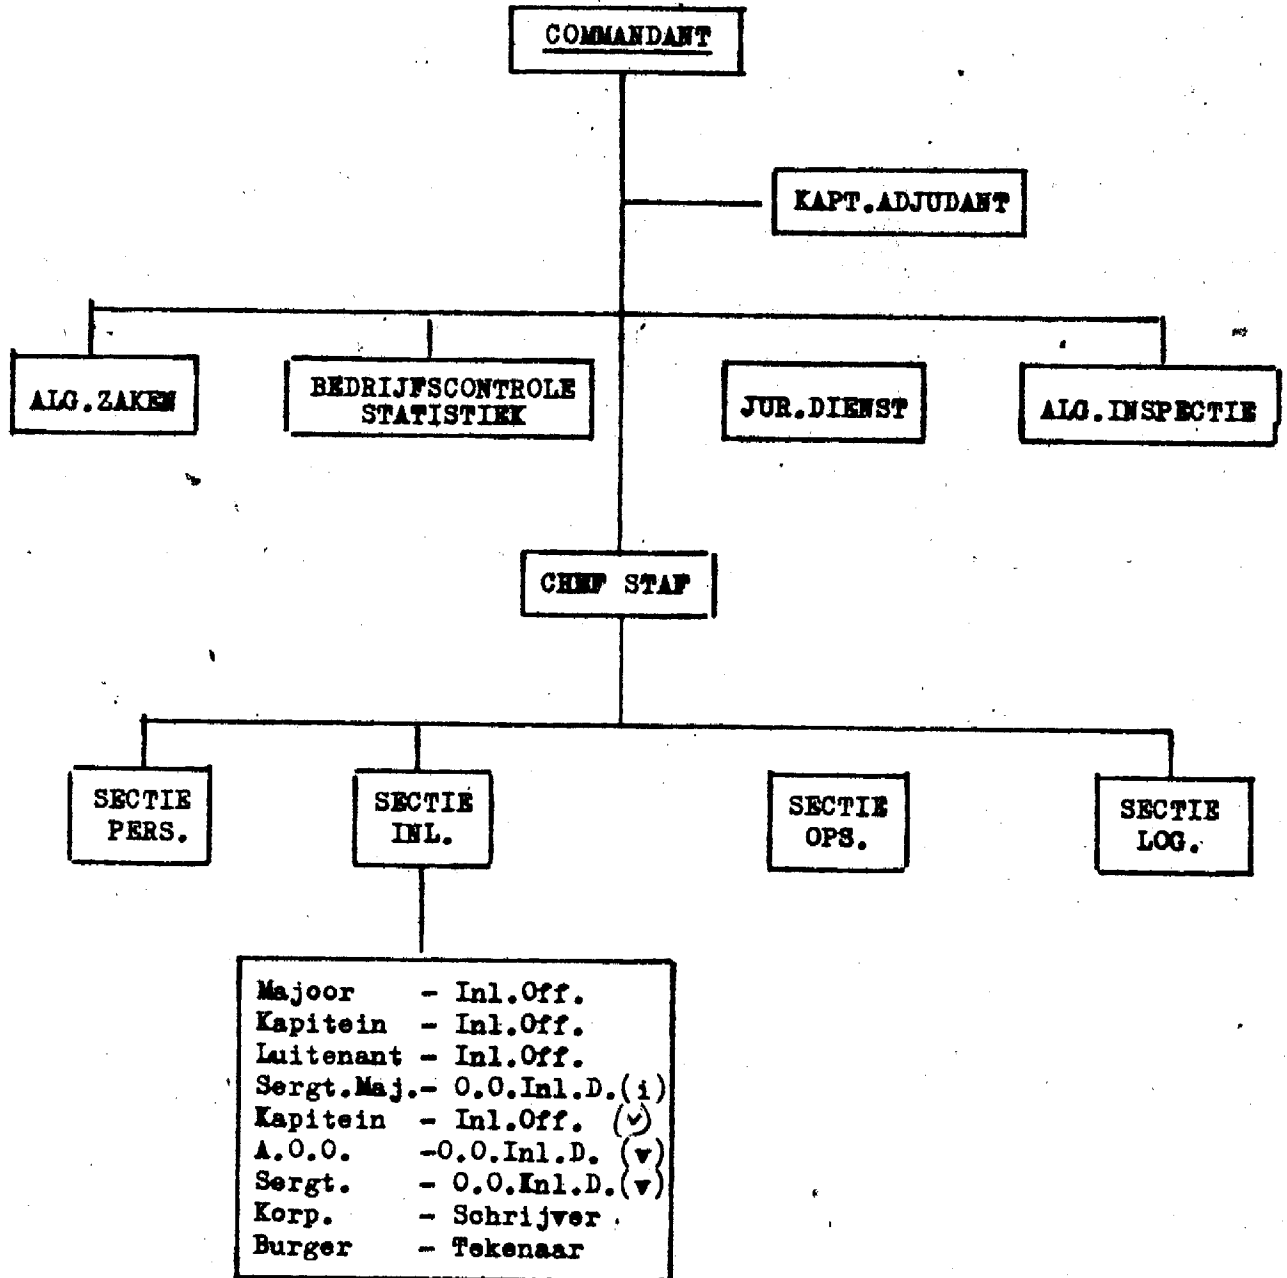 COMMANDANT
KAPT.ADJUDANT
ALG.ZAKEN
BEDRIJFSCONTROLE
STATISTIEK
JUR.DIENST
ALG.INSPECTIE
CHEF STAF
SECTIE
PERS.
SECTIE
INL.
SECTIE
OPS.
SECTIE
LOG.
Majoor - Inl.Off.
Kapitein - Inl.Off.
Luitenant - Inl.Off.
Sergt.Maj.- O.O.Inl.D.(i)
Kapitein - Inl.Off. (v)
A.O.O. -O.O.Inl.D. (v)
Sergt. - O.O.Inl.D.(v)
Korp. - Schrijver
Burger - Tekenaar